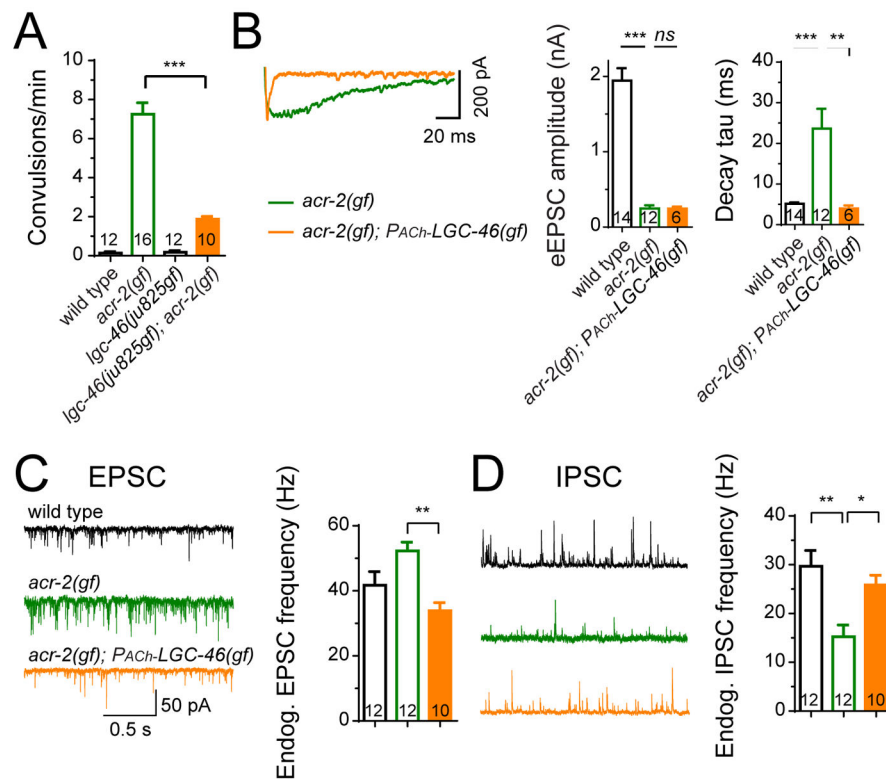 A
Convulsions/min
10
8
6
4
2
0
***
12
16
12
10
wild type
acr-2(gf)
lgc-46(ju825gf)
lgc-46(ju825gf); acr-2(gf)
B
200 pA
20 ms
acr-2(gf)
acr-2(gf); PACh-LGC-46(gf)
eEPSC amplitude (nA)
2
1
0
*** ns
14
12
6
wild type
acr-2(gf)
acr-2(gf); PACh-LGC-46(gf)
Decay tau (ms)
50
40
30
20
10
0
*** **
14
12
6
wild type
acr-2(gf)
acr-2(gf); PACh-LGC-46(gf)
C
EPSC
wild type
acr-2(gf)
acr-2(gf); PACh-LGC-46(gf)
50 pA
0.5 s
Endog. EPSC frequency (Hz)
60
40
20
0
**
12
12
10
D
IPSC
Endog. IPSC frequency (Hz)
40
30
20
10
0
** *
12
12
10